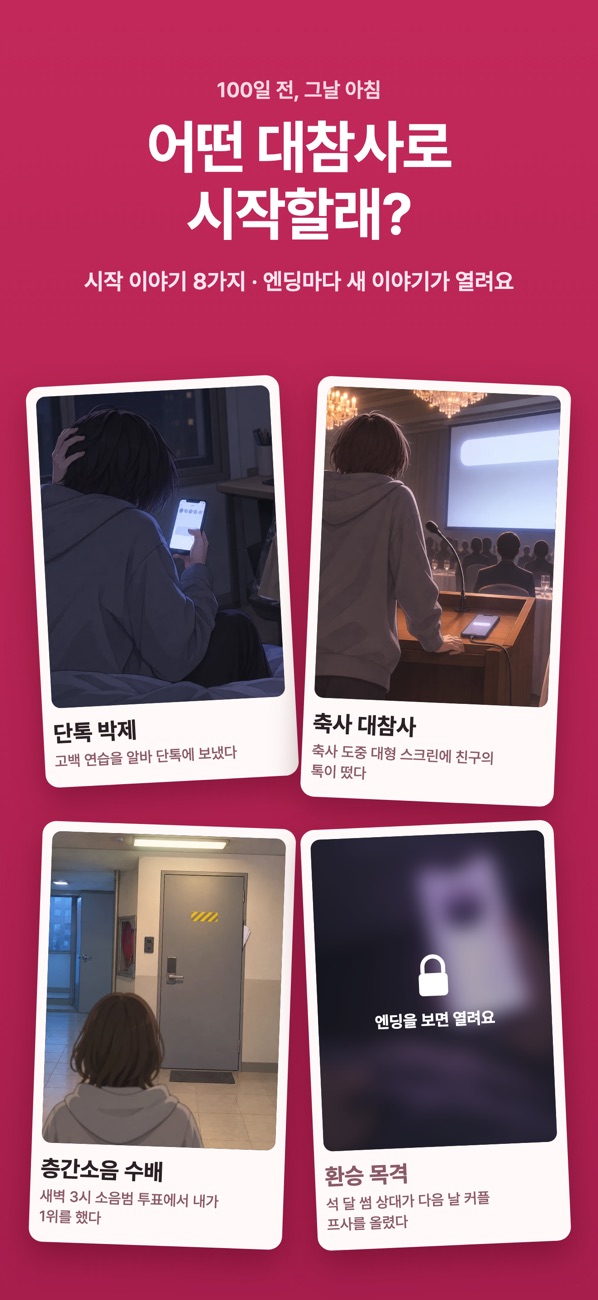 100일 전, 그날 아침
어떤 대참사로
시작할래?
시작 이야기 8가지 · 엔딩마다 새 이야기가 열려요
단톡 박제
고백 연습을 알바 단톡에 보냈다
축사 대참사
축사 도중 대형 스크린에 친구의
톡이 떴다
층간소음 수배
새벽 3시 소음범 투표에서 내가
1위를 했다
엔딩을 보면 열려요
환승 목격
석 달 썸 상대가 다음 날 커플
프사를 올렸다